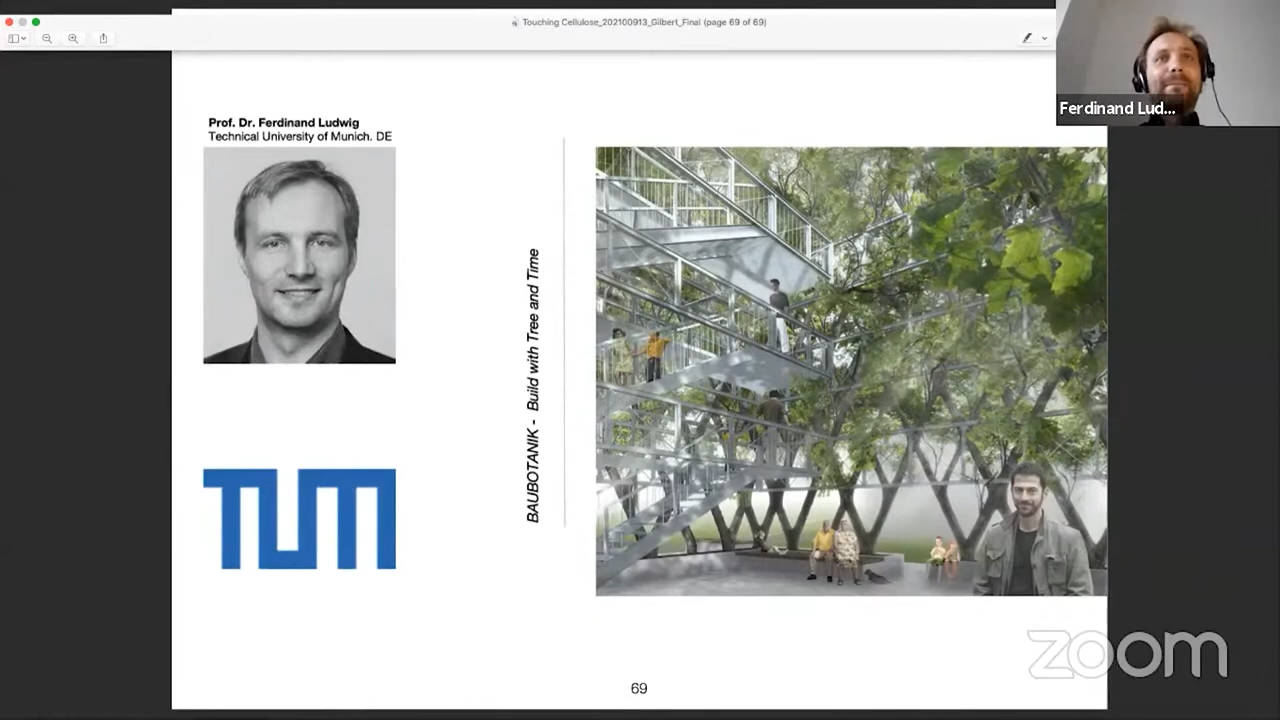 Touching Cellulose_202100913_Gilbert_Final (page 69 of 69)
Ferdinand Lud...
Prof. Dr. Ferdinand Ludwig
Technical University of Munich. DE
BAUBOTANIK - Build with Tree and Time
TUM
69
zoom